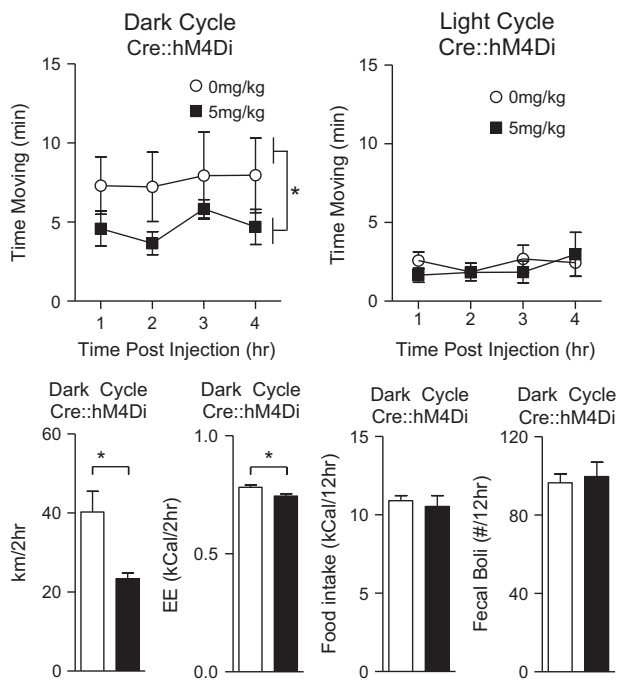 Dark Cycle
Cre::hM4Di
Time Moving (min)
15
10
5
0
0mg/kg
5mg/kg
*
1 2 3 4
Time Post Injection (hr)
Light Cycle
Cre::hM4Di
Time Moving (min)
15
10
5
0
0mg/kg
5mg/kg
1 2 3 4
Time Post Injection (hr)
Dark Cycle
Cre::hM4Di
km/2hr
60
40
20
0
*
Dark Cycle
Cre::hM4Di
EE (kCal/2hr)
1.0
0.5
0.0
*
Dark Cycle
Cre::hM4Di
Food intake (kCal/12hr)
15
10
5
0
Dark Cycle
Cre::hM4Di
Fecal Boli (#/12hr)
120
80
40
0